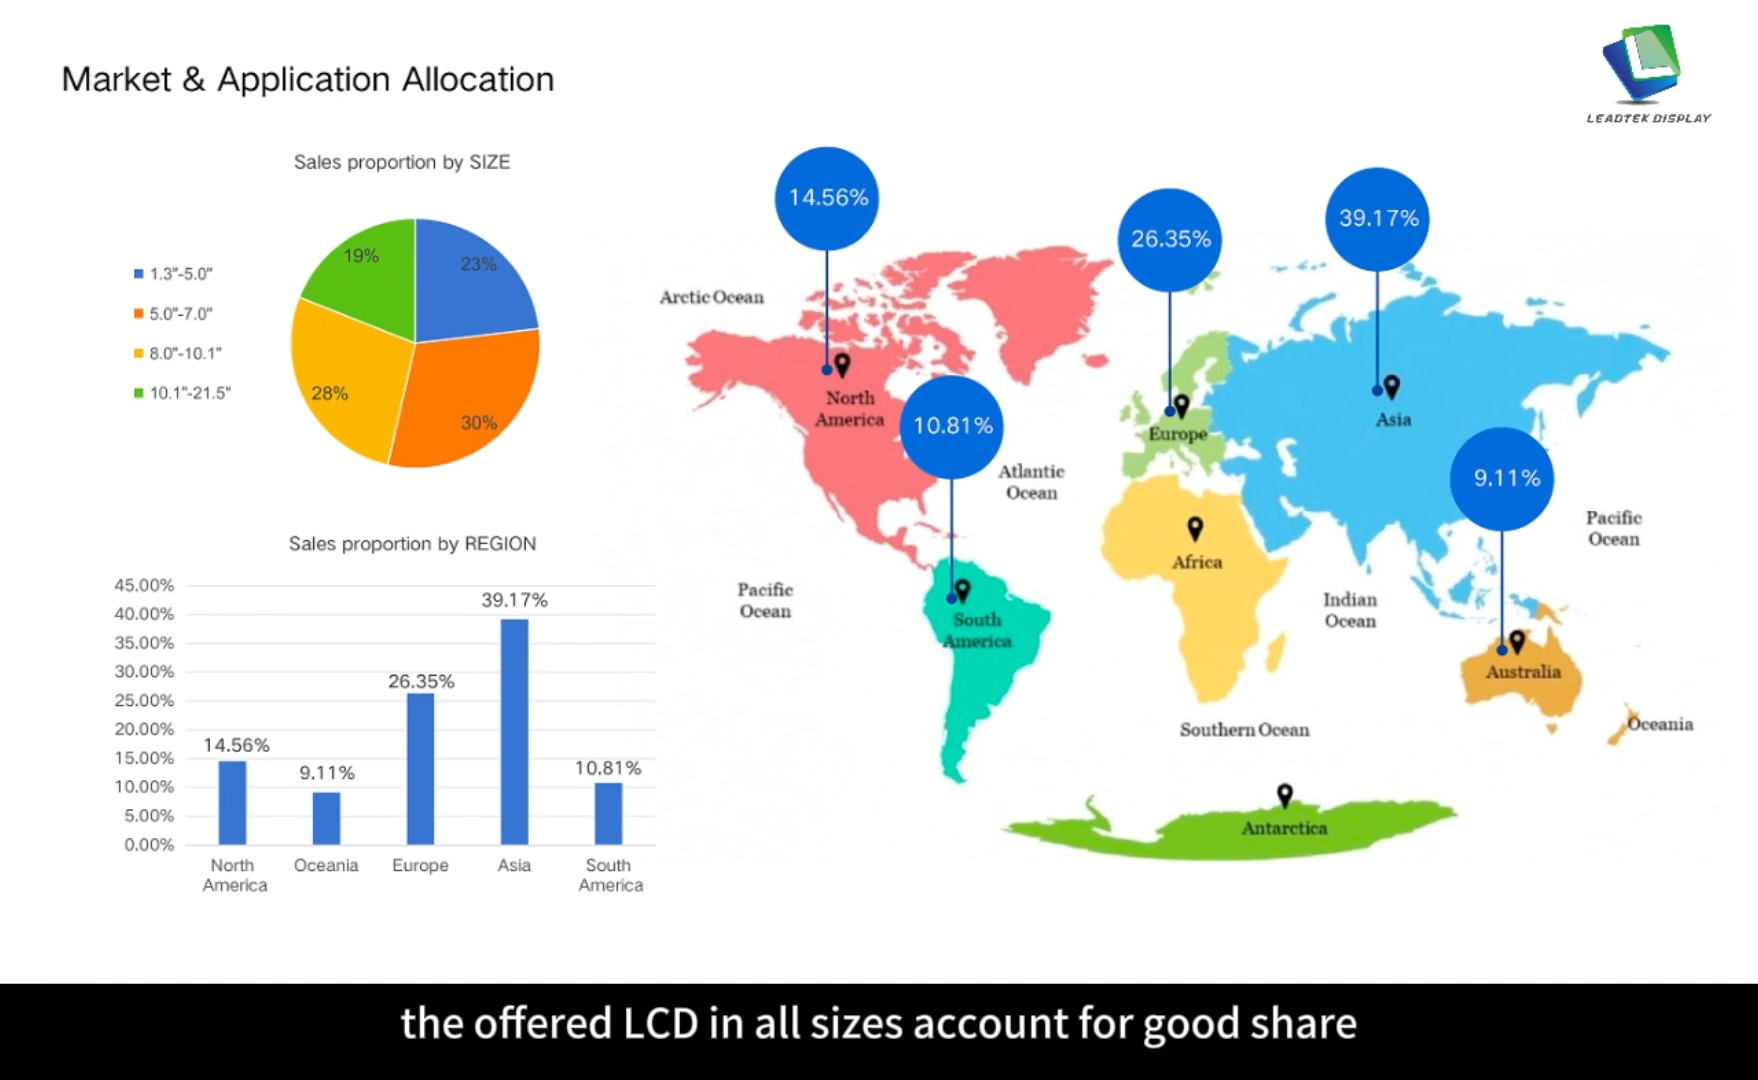 Market & Application Allocation
LEADTEK DISPLAY
Sales proportion by SIZE
1.3"-5.0"
5.0"-7.0"
8.0"-10.1"
10.1"-21.5"
19%
23%
28%
30%
Sales proportion by REGION
45.00%
40.00%
35.00%
30.00%
25.00%
20.00%
15.00%
10.00%
5.00%
0.00%
14.56%
9.11%
26.35%
39.17%
10.81%
North
America
Oceania
Europe
Asia
South
America
14.56%
26.35%
39.17%
10.81%
9.11%
Arctic Ocean
North
America
Europe
Asia
Atlantic
Ocean
Pacific
Ocean
Africa
Pacific
Ocean
Indian
Ocean
South
America
Australia
Oceania
Southern Ocean
Antarctica
the offered LCD in all sizes account for good share